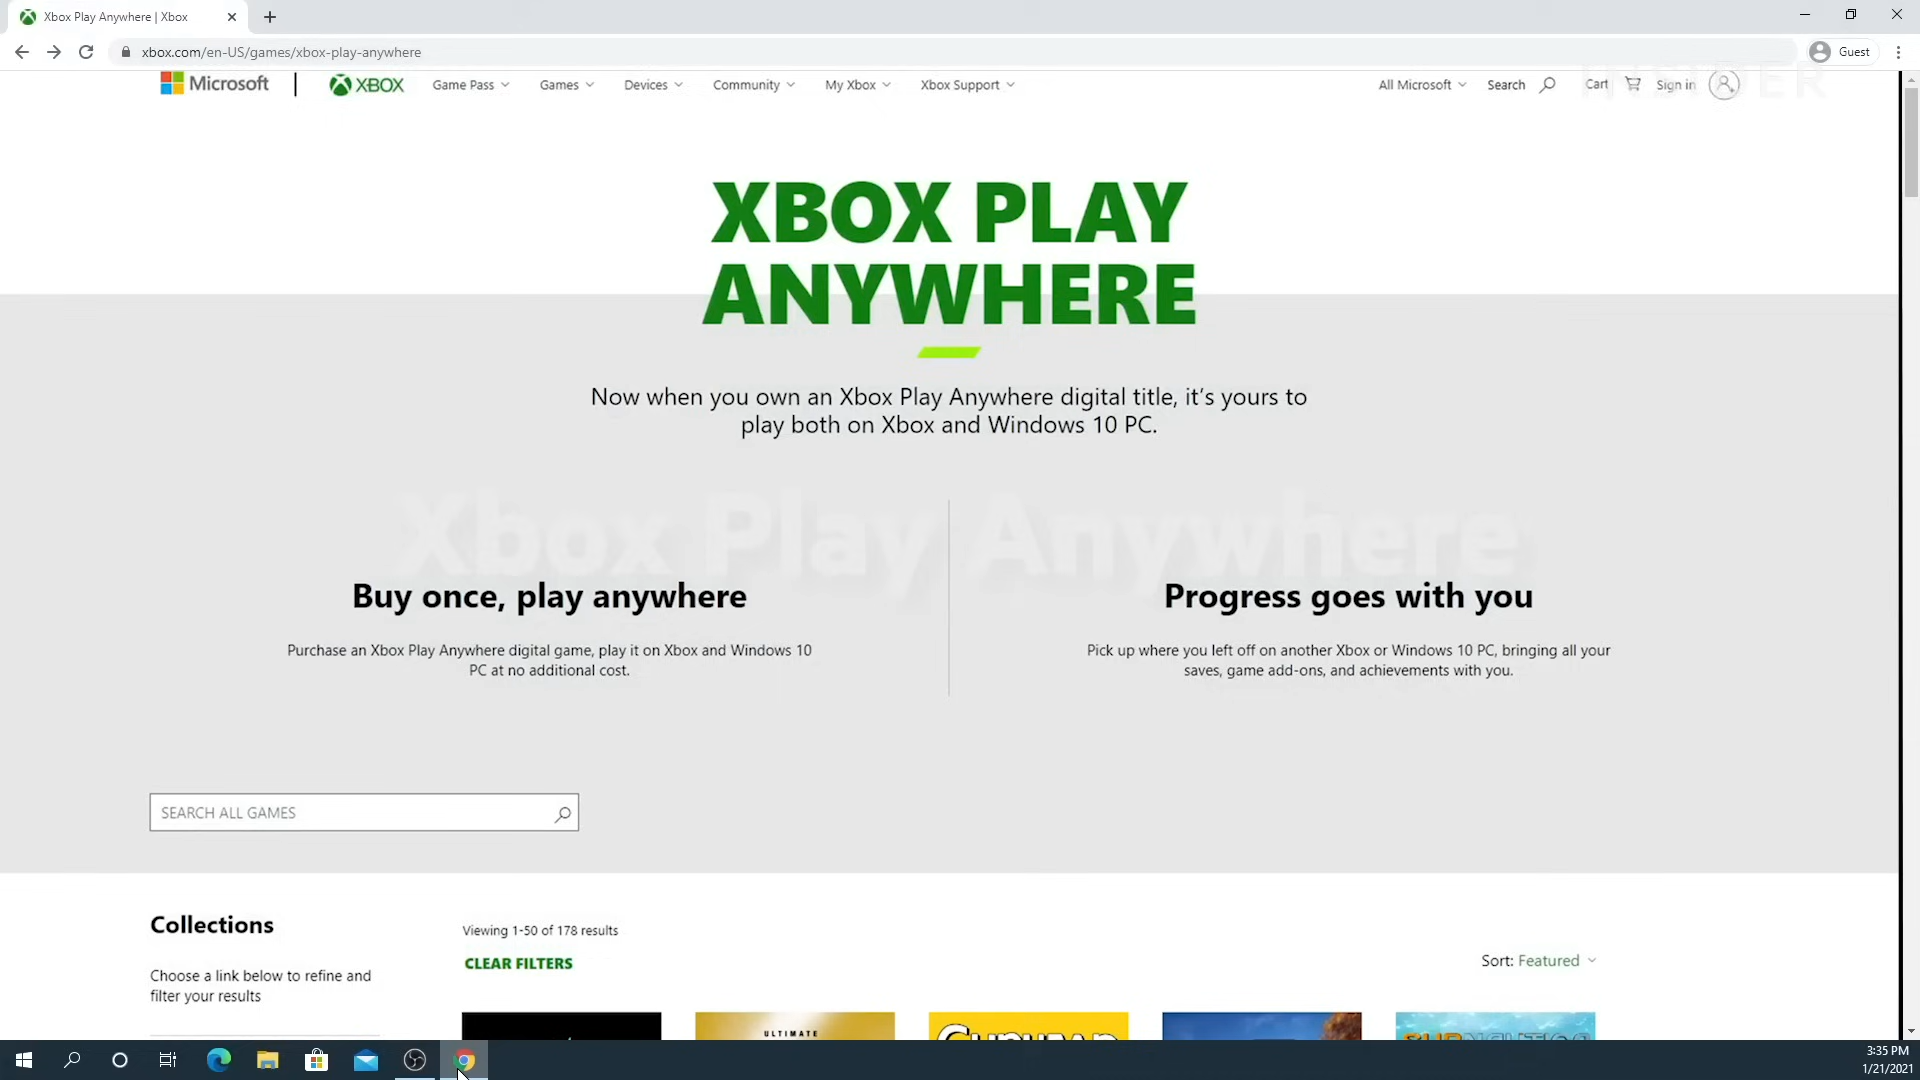 Xbox Play Anywhere | Xbox
xbox.com/en-US/games/xbox-play-anywhere
Guest
Microsoft
XBOX
Game Pass
Games
Devices
Community
My Xbox
Xbox Support
All Microsoft
Search
Cart
Sign in
INSIDER
XBOX PLAY
ANYWHERE
Now when you own an Xbox Play Anywhere digital title, it's yours to
play both on Xbox and Windows 10 PC.
Xbox Play Anywhere
Buy once, play anywhere
Purchase an Xbox Play Anywhere digital game, play it on Xbox and Windows 10
PC at no additional cost.
Progress goes with you
Pick up where you left off on another Xbox or Windows 10 PC, bringing all your
saves, game add-ons, and achievements with you.
SEARCH ALL GAMES
Collections
Choose a link below to refine and
filter your results
Viewing 1-50 of 178 results
CLEAR FILTERS
Sort: Featured
ULTIMATE
CUPHEAD
SUBNAUTICA
3:35 PM
1/21/2021